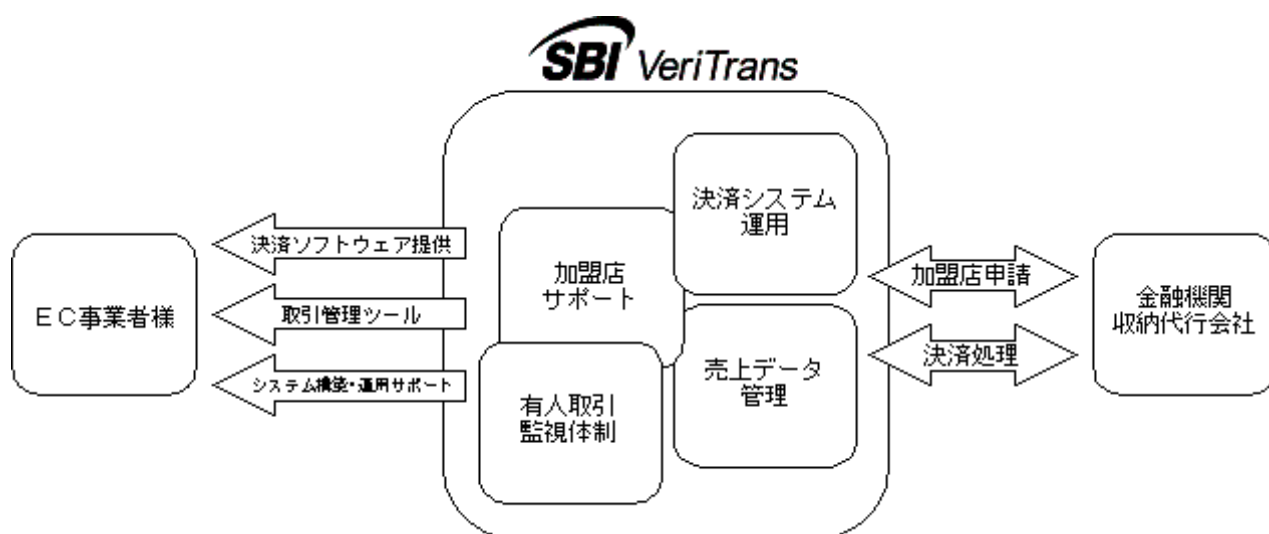 SBI VeriTrans
決済システム
運用
加盟店
サポート
売上データ
管理
有人取引
監視体制
ＥＣ事業者様
決済ソフトウェア提供
取引管理ツール
システム構築・運用サポート
加盟店申請
決済処理
金融機関
収納代行会社